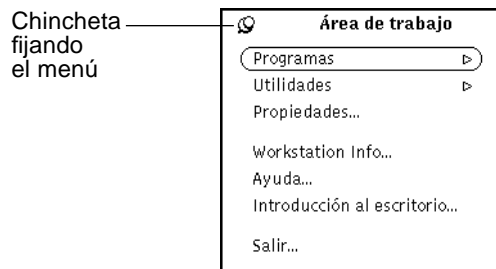 Chincheta
fijando
el menú
Área de trabajo
Programas
Utilidades
Propiedades...
Workstation Info...
Ayuda...
Introducción al escritorio...
Salir...